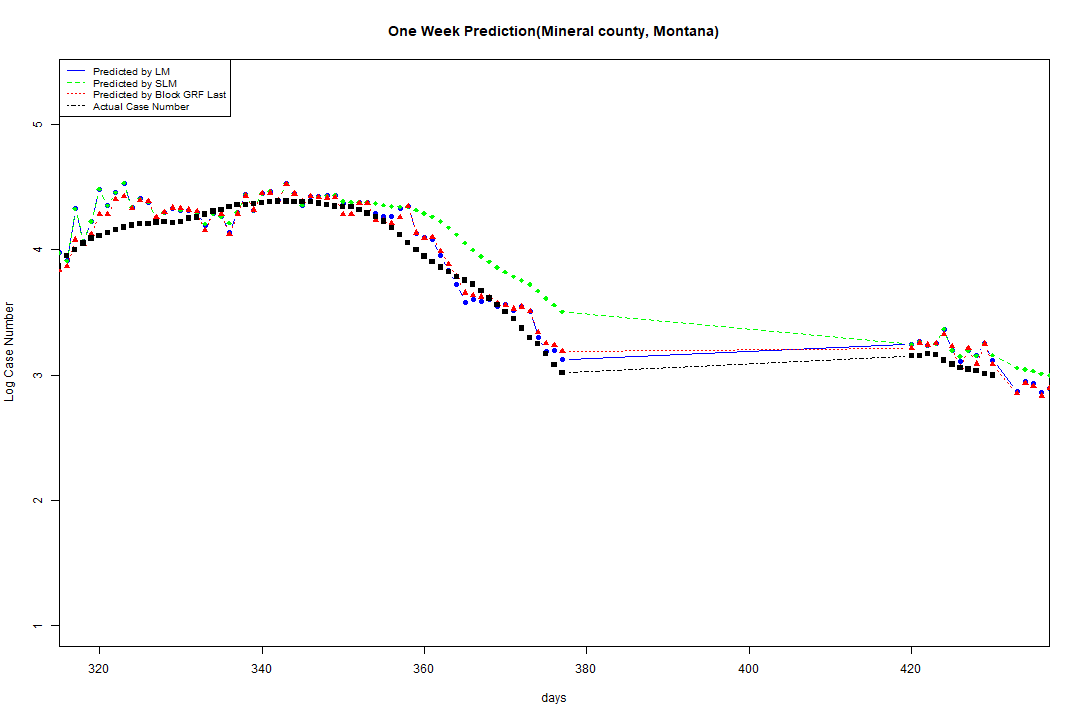 One Week Prediction(Mineral county, Montana)
Predicted by LM
Predicted by SLM
Predicted by Block GRF Last
Actual Case Number
5
4
3
2
1
Log Case Number
320 340 360 380 400 420
days